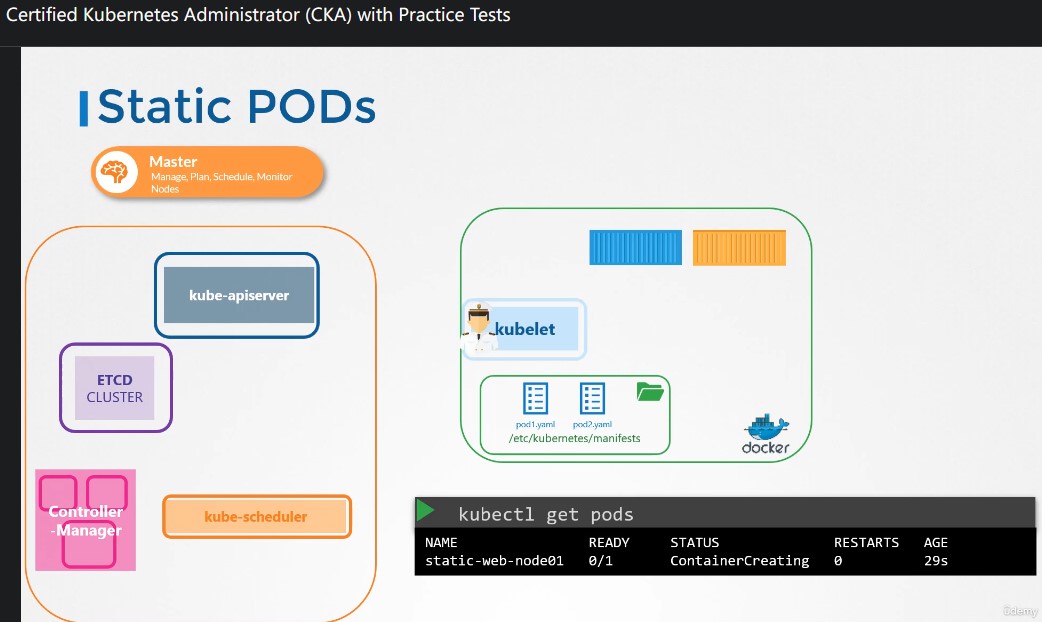 Certified Kubernetes Administrator (CKA) with Practice Tests
Static PODs
Master
Manage, Plan, Schedule, Monitor
Nodes
kube-apiserver
ETCD
CLUSTER
Controller
-Manager
kube-scheduler
kubelet
pod1.yaml pod2.yaml
/etc/kubernetes/manifests
docker
kubectl get pods
NAME READY STATUS RESTARTS AGE
static-web-node01 0/1 ContainerCreating 0 29s
ûdemy